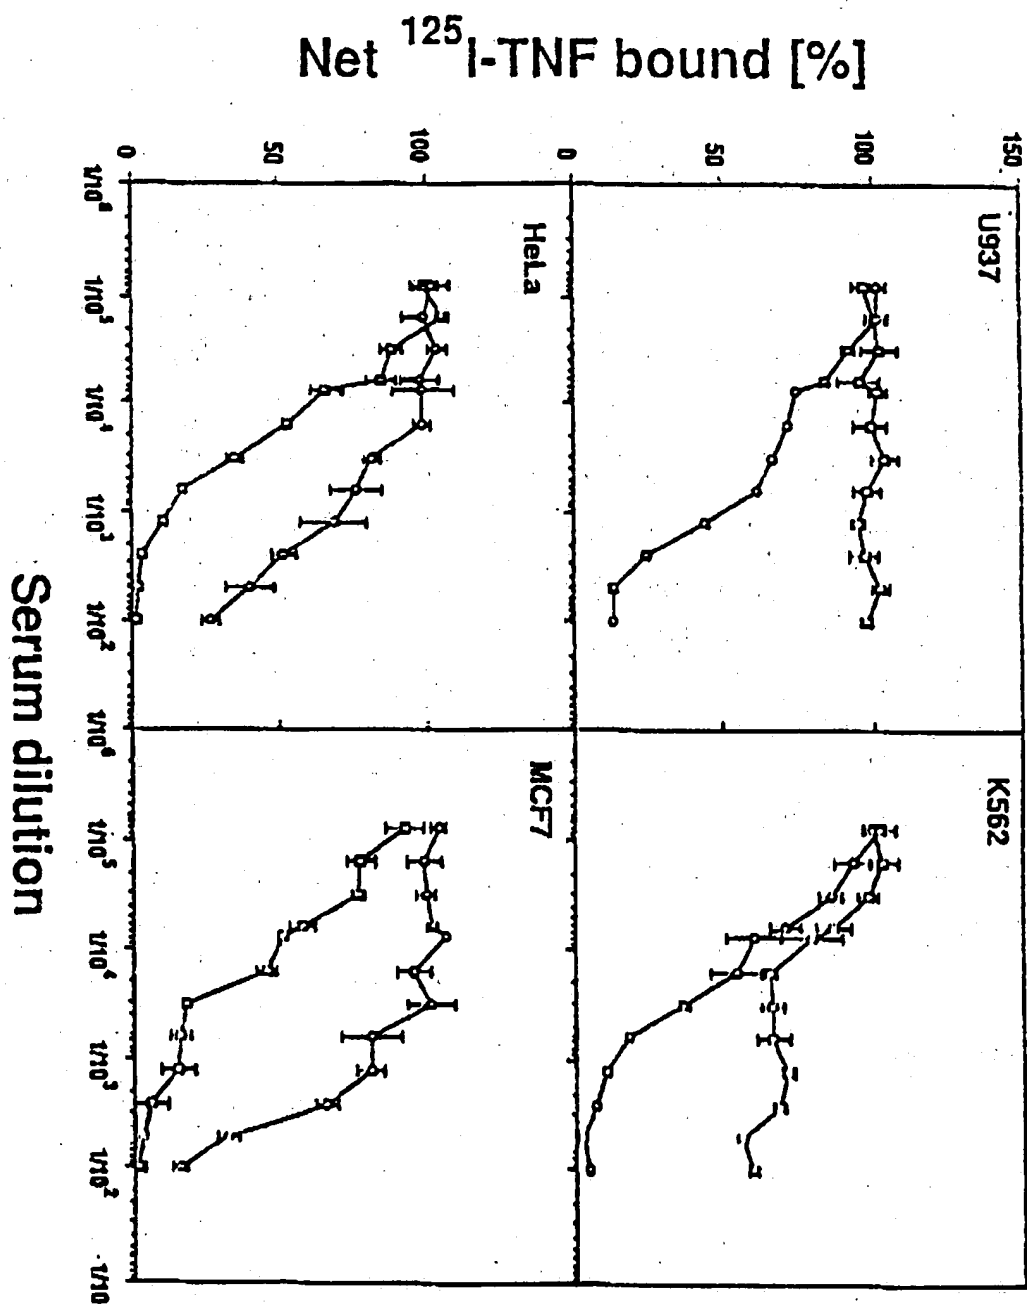 Net ¹²⁵I-TNF bound [%]
150
100
50
0
100
50
0
U937
K562
HeLa
MCF7
1/10⁶ 1/10⁵ 1/10⁴ 1/10³ 1/10² 1/10⁶ 1/10⁵ 1/10⁴ 1/10³ 1/10² 1/10
Serum dilution